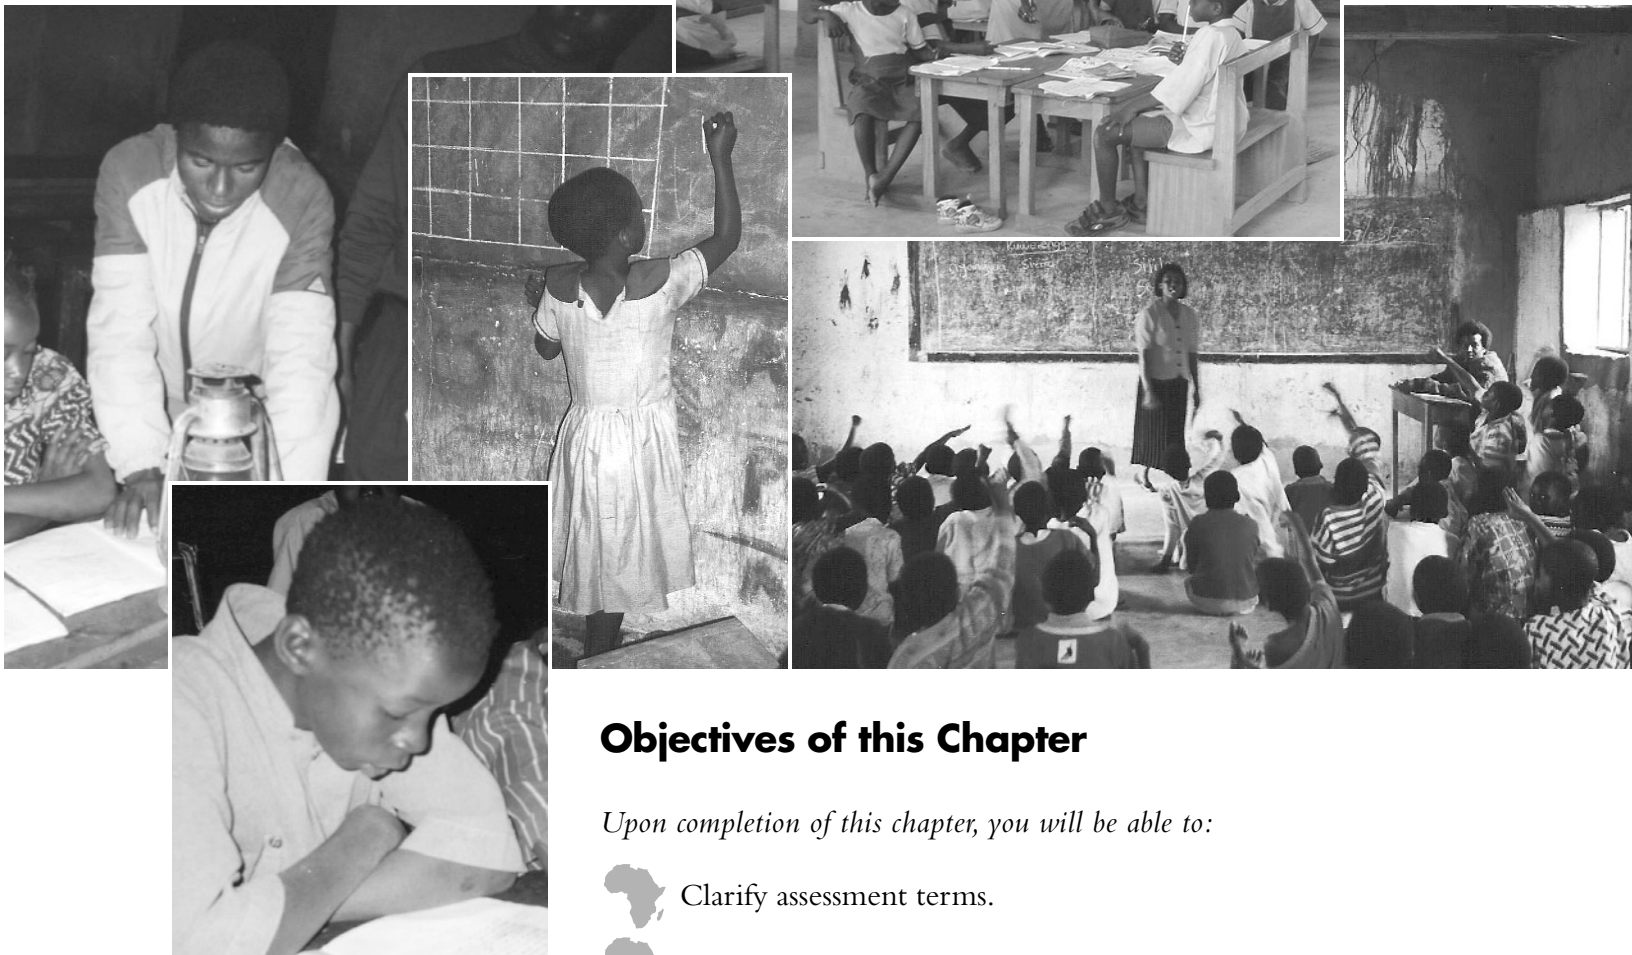 Objectives of this Chapter
Upon completion of this chapter, you will be able to:
Clarify assessment terms.